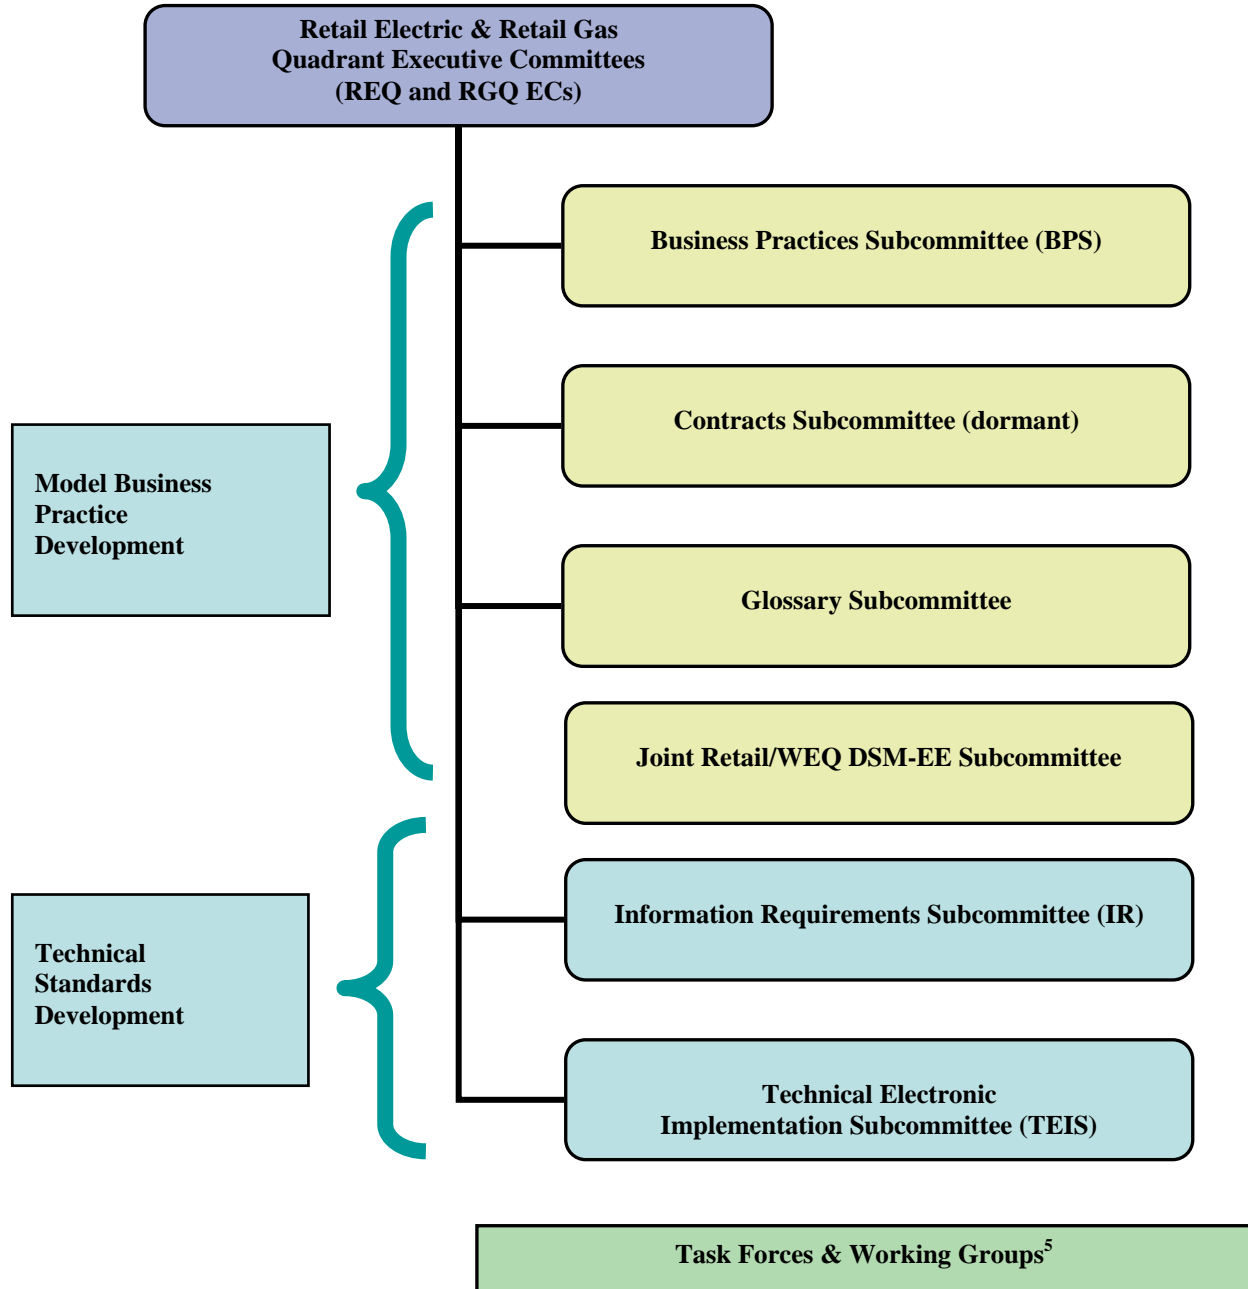 Retail Electric & Retail Gas
Quadrant Executive Committees
(REQ and RGQ ECs)
Business Practices Subcommittee (BPS)
Contracts Subcommittee (dormant)
Model Business
Practice
Development
Glossary Subcommittee
Joint Retail/WEQ DSM-EE Subcommittee
Information Requirements Subcommittee (IR)
Technical
Standards
Development
Technical Electronic
Implementation Subcommittee (TEIS)
Task Forces & Working Groups⁵